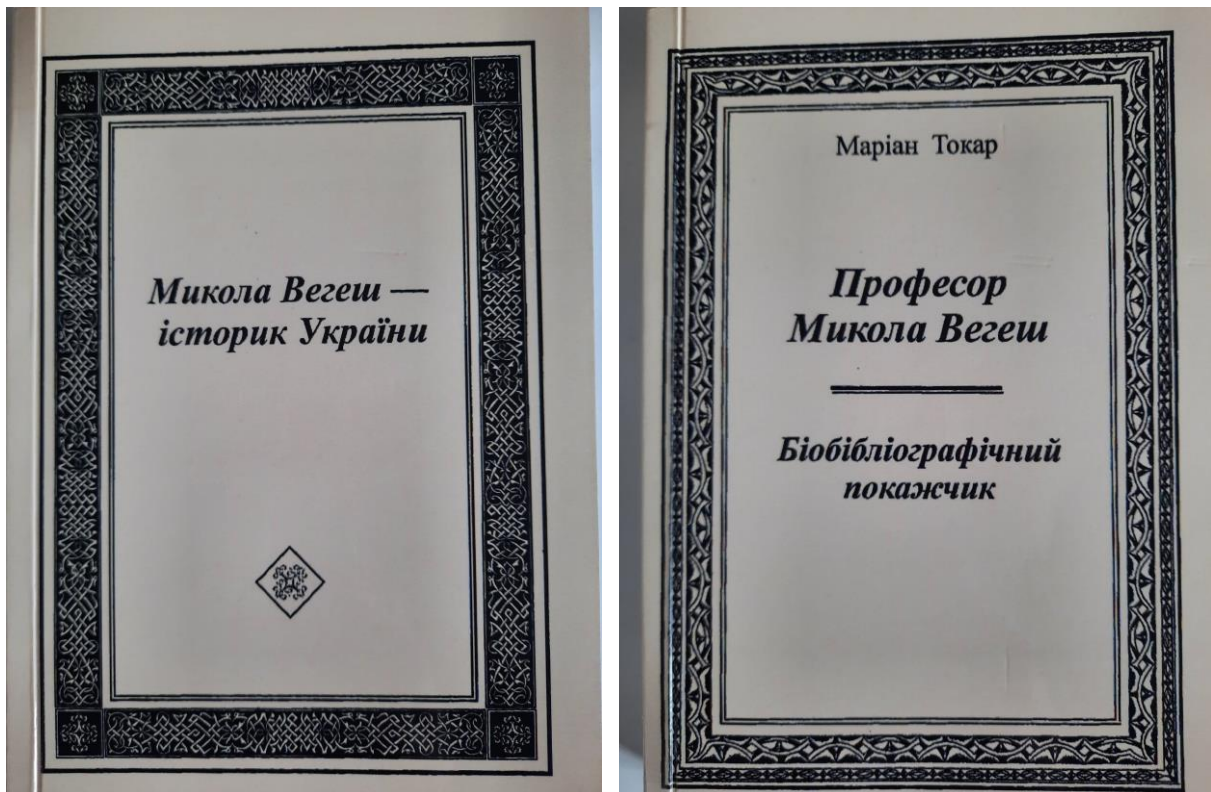 Микола Вегеш —
історик України
Маріан Токар
Професор
Микола Вегеш
Біобібліографічний
покажчик